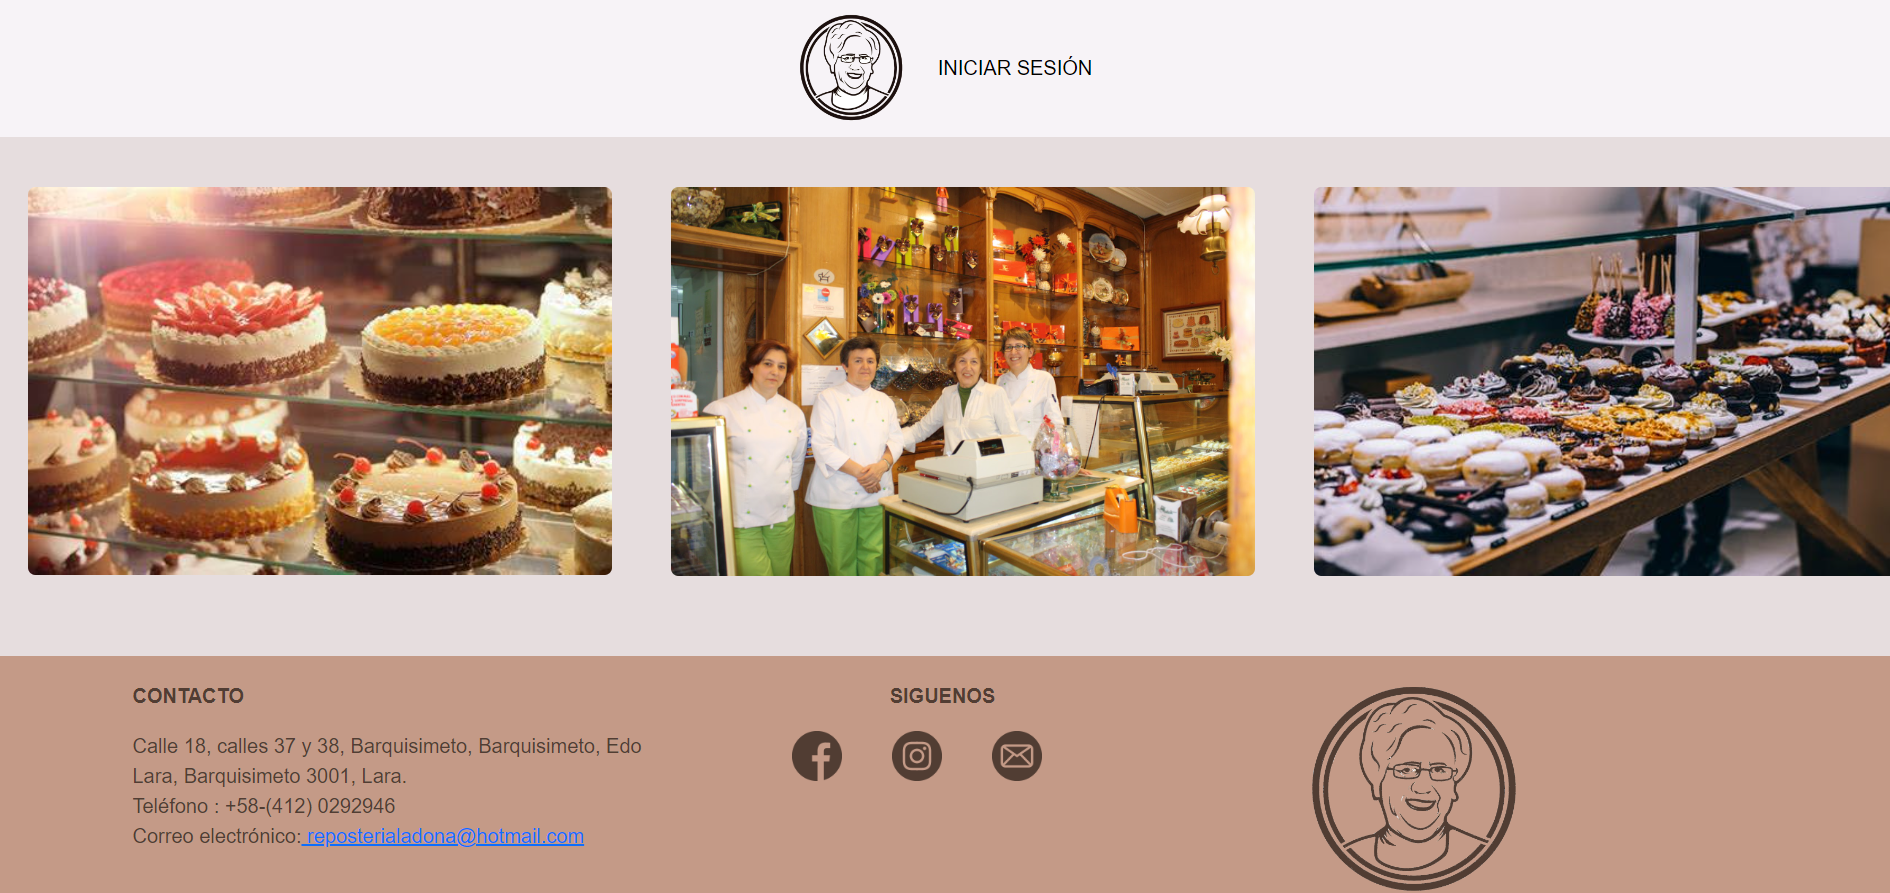 INICIAR SESIÓN
CONTACTO
Calle 18, calles 37 y 38, Barquisimeto, Barquisimeto, Edo
Lara, Barquisimeto 3001, Lara.
Teléfono : +58-(412) 0292946
Correo electrónico: reposterialadona@hotmail.com
SIGUENOS